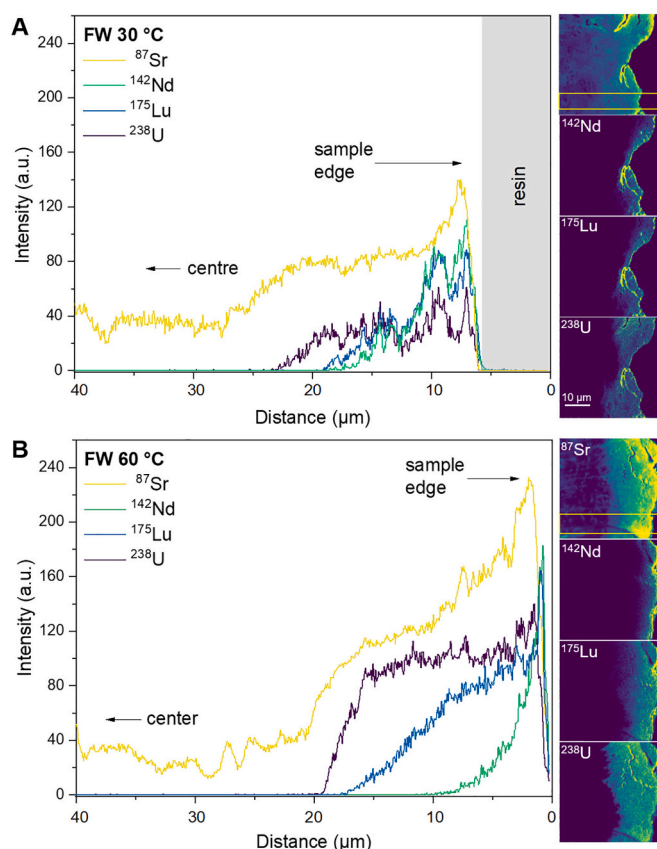 A
FW 30 °C
87Sr
142Nd
175Lu
238U
sample
edge
resin
centre
Intensity (a.u.)
260
240
200
160
120
80
40
0
40
30
20
10
0
Distance (µm)
142Nd
175Lu
238U
10 µm
B
FW 60 °C
87Sr
142Nd
175Lu
238U
sample
edge
center
Intensity (a.u.)
240
200
160
120
80
40
0
40
30
20
10
0
Distance (µm)
87Sr
142Nd
175Lu
238U